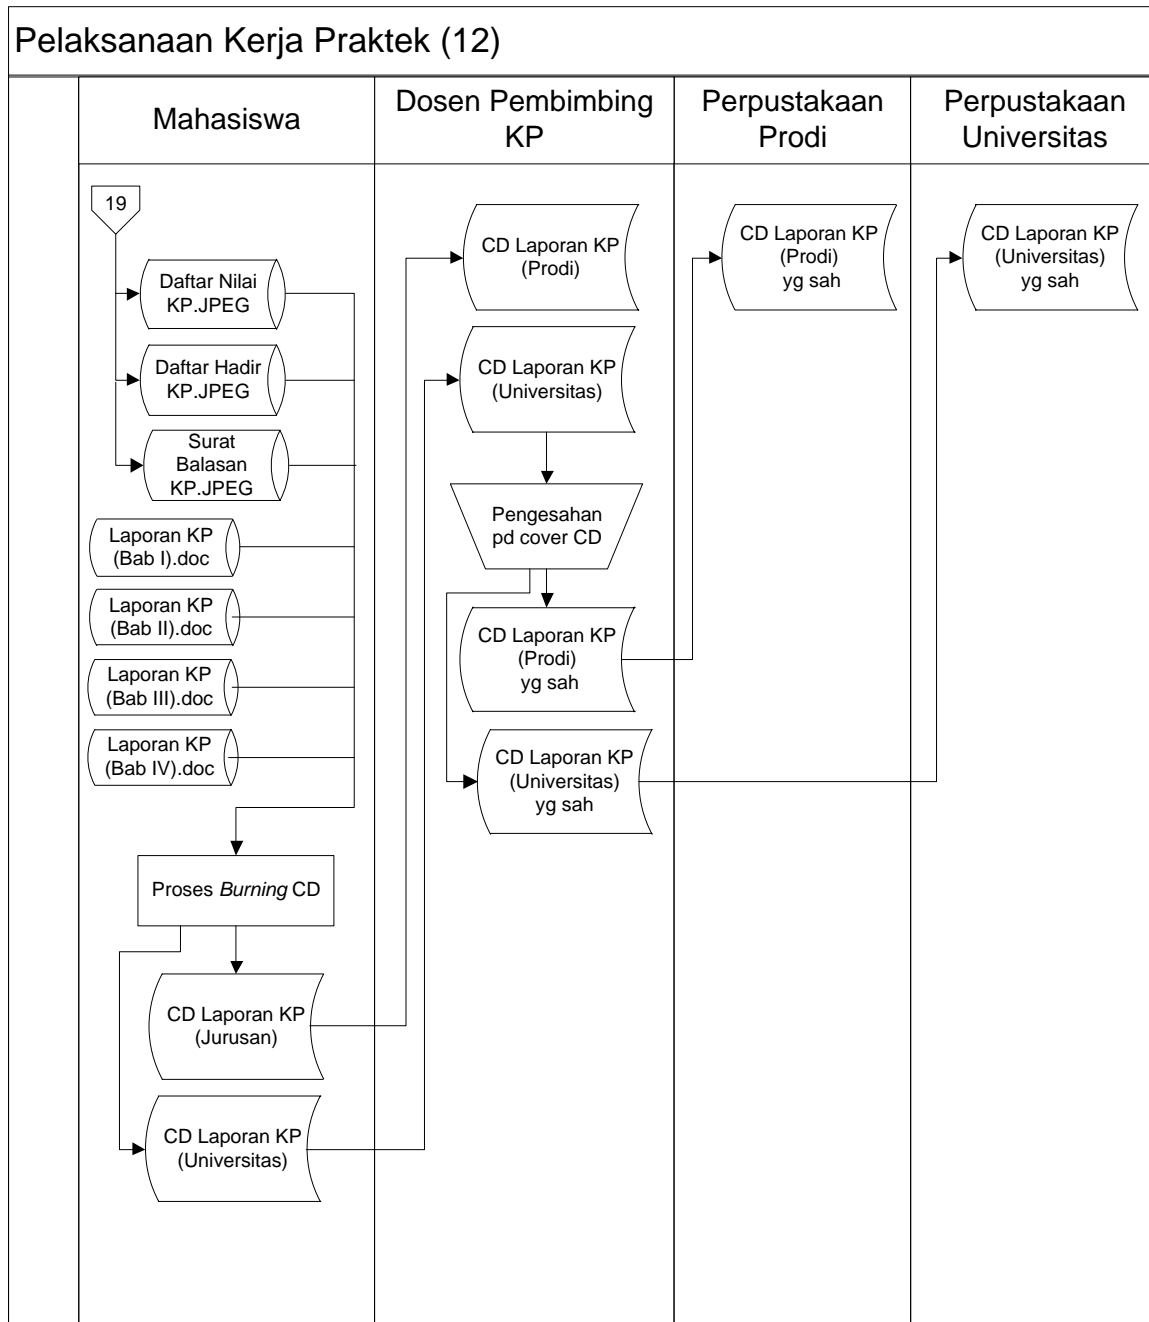 Pelaksanaan Kerja Praktek (12)
Mahasiswa
Dosen Pembimbing
KP
Perpustakaan
Prodi
Perpustakaan
Universitas
19
Daftar Nilai
KP.JPEG
Daftar Hadir
KP.JPEG
Surat
Balasan
KP.JPEG
Laporan KP
(Bab I).doc
Laporan KP
(Bab II).doc
Laporan KP
(Bab III).doc
Laporan KP
(Bab IV).doc
Proses Burning CD
CD Laporan KP
(Jurusan)
CD Laporan KP
(Universitas)
CD Laporan KP
(Prodi)
CD Laporan KP
(Universitas)
Pengesahan
pd cover CD
CD Laporan KP
(Prodi)
yg sah
CD Laporan KP
(Universitas)
yg sah
CD Laporan KP
(Prodi)
yg sah
CD Laporan KP
(Universitas)
yg sah